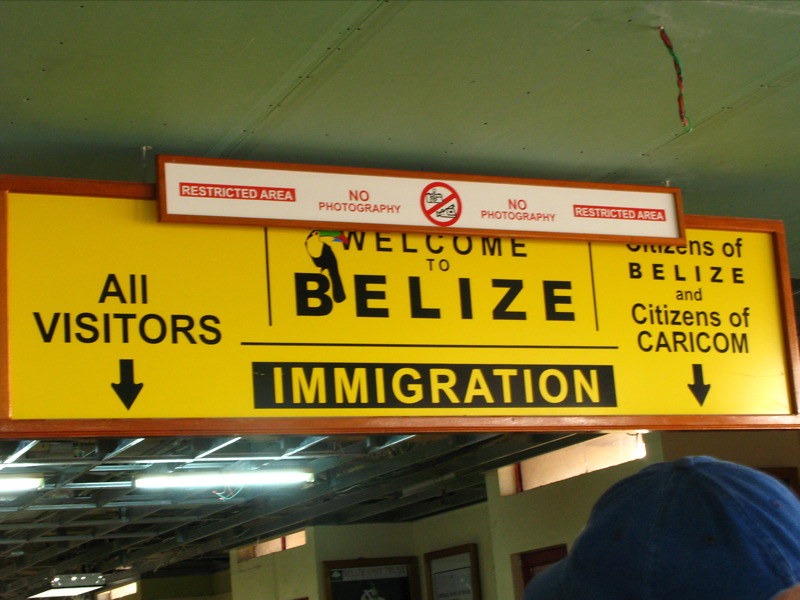 RESTRICTED AREA
NO
PHOTOGRAPHY
NO
PHOTOGRAPHY
RESTRICTED AREA
All
VISITORS
WELCOME
TO
BELIZE
IMMIGRATION
Citizens of
BELIZE
and
Citizens of
CARICOM